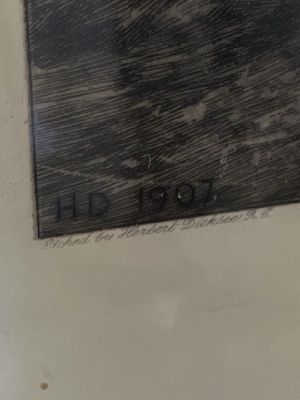 HD 1907.
Etched by Herbert Dicksee R.E.